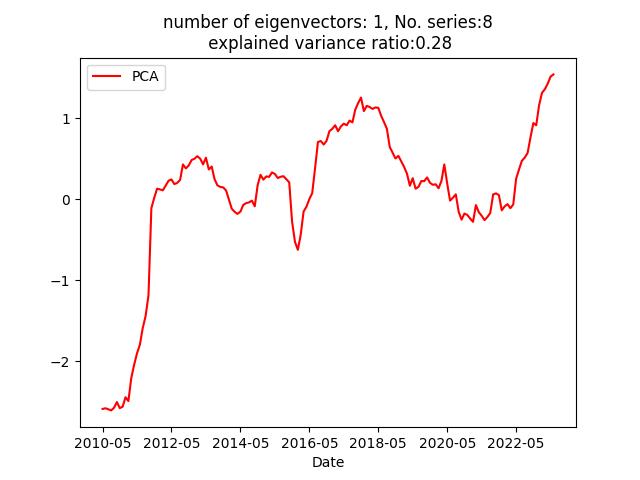 number of eigenvectors: 1, No. series:8
explained variance ratio:0.28
PCA
1
0
−1
−2
2010-05 2012-05 2014-05 2016-05 2018-05 2020-05 2022-05
Date